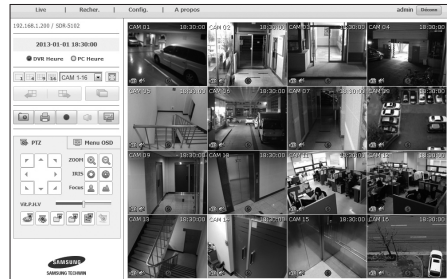 Live | Recher. | Config. | A propos
admin
192.168.1.200 / SDR-5102
2013-01-01 18:30:00
DVR Heure PC Heure
1 4 9 16 CAM 1-16
PTZ Menu OSD
ZOOM
IRIS
Focus
Vit.P.H.V
SAMSUNG
SAMSUNG TECHWIN
CAM 01 18:30:00
CAM 02 18:30:00
CAM 03 18:30:00
CAM 04 18:30:00
CAM 05 18:30:00
CAM 06 18:30:00
CAM 07 18:30:00
CAM 08 18:30:00
CAM 09 18:30:00
CAM 10 18:30:00
CAM 11 18:30:00
CAM 12 18:30:00
CAM 13 18:30:00
CAM 18:30:00
CAM 15 18:30:00
CAM 16 18:30:00